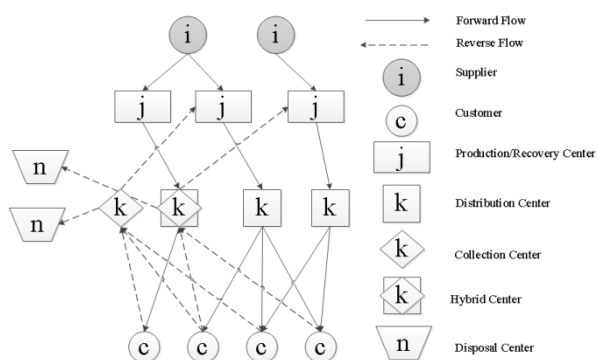 i i
j j j
n
n
k k k k
c c c c
Forward Flow
Reverse Flow
i Supplier
c Customer
j Production/Recovery Center
k Distribution Center
k Collection Center
k Hybrid Center
n Disposal Center